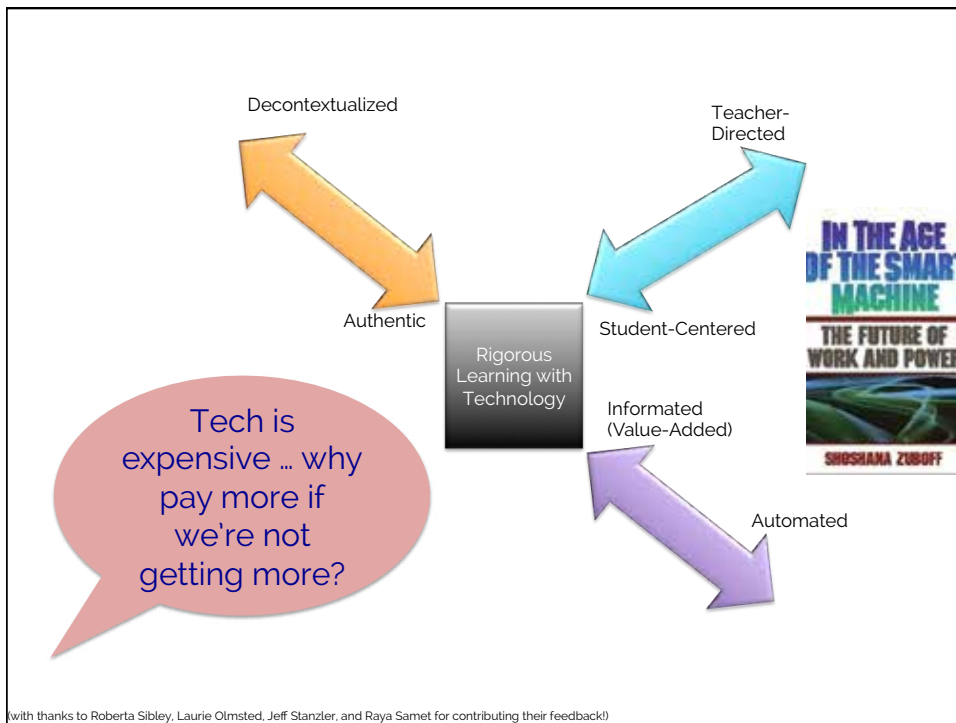 Decontextualized
Teacher-
Directed
IN THE AGE
OF THE SMART
MACHINE
THE FUTURE OF
WORK AND POWER
SHOSHANA ZUBOFF
Authentic
Student-Centered
Rigorous
Learning with
Technology
Informated
(Value-Added)
Automated
Tech is
expensive ... why
pay more if
we're not
getting more?
(with thanks to Roberta Sibley, Laurie Olmsted, Jeff Stanzler, and Raya Samet for contributing their feedback!)